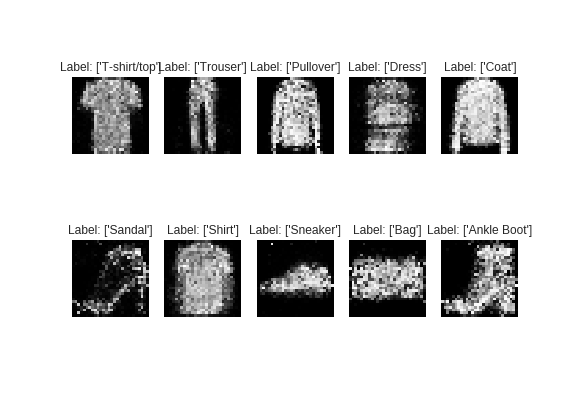 Label: ['T-shirt/top'] Label: ['Trouser'] Label: ['Pullover'] Label: ['Dress'] Label: ['Coat']
Label: ['Sandal'] Label: ['Shirt'] Label: ['Sneaker'] Label: ['Bag'] Label: ['Ankle Boot']